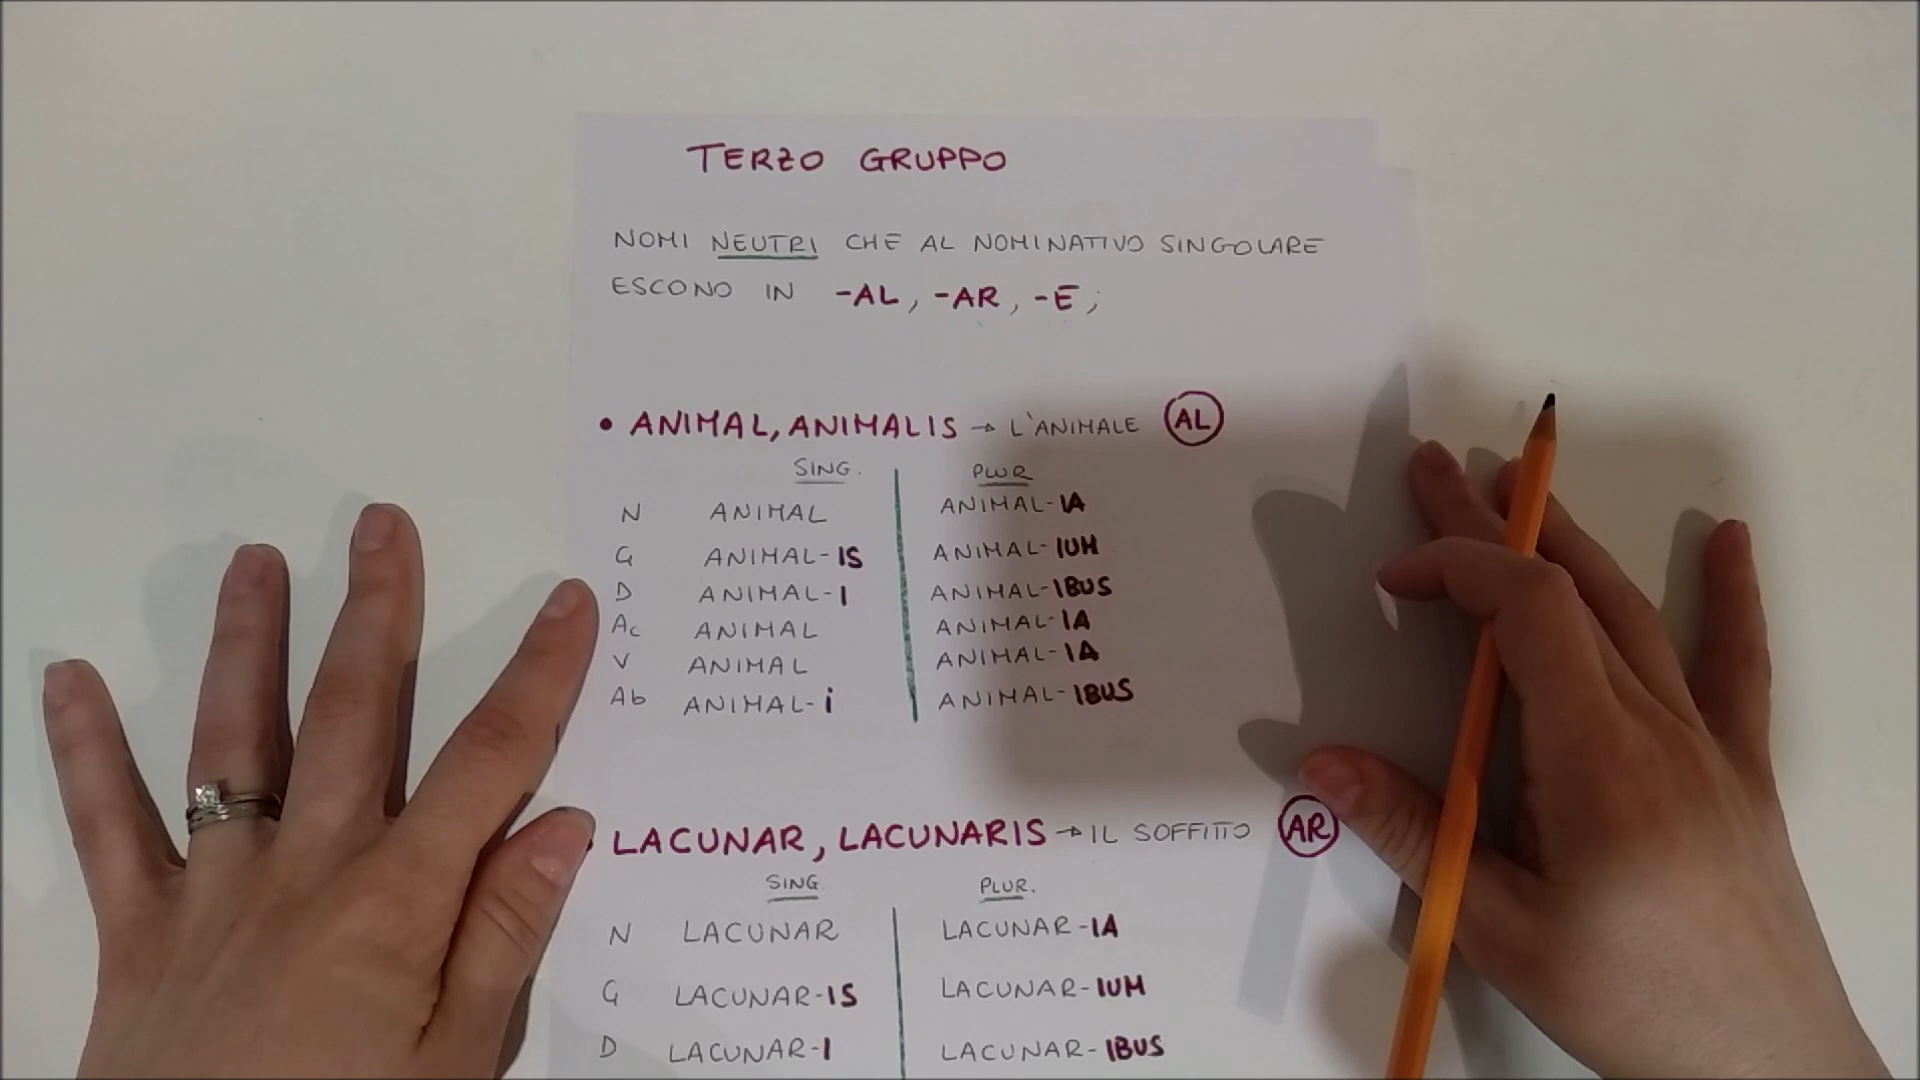 TERZO GRUPPO
NOMI NEUTRI CHE AL NOMINATIVO SINGOLARE
ESCONO IN -AL, -AR, -E;
• ANIMAL, ANIMALIS → L'ANIMALE AL
SING. PLUR
N ANIMAL ANIMAL-IA
G ANIMAL-IS ANIMAL-IUM
D ANIMAL-I ANIMAL-IBUS
Ac ANIMAL ANIMAL-IA
V ANIMAL ANIMAL-IA
Ab ANIMAL-i ANIMAL-IBUS
• LACUNAR, LACUNARIS → IL SOFFITTO AR
SING. PLUR.
N LACUNAR LACUNAR-IA
G LACUNAR-IS LACUNAR-IUM
D LACUNAR-I LACUNAR-IBUS